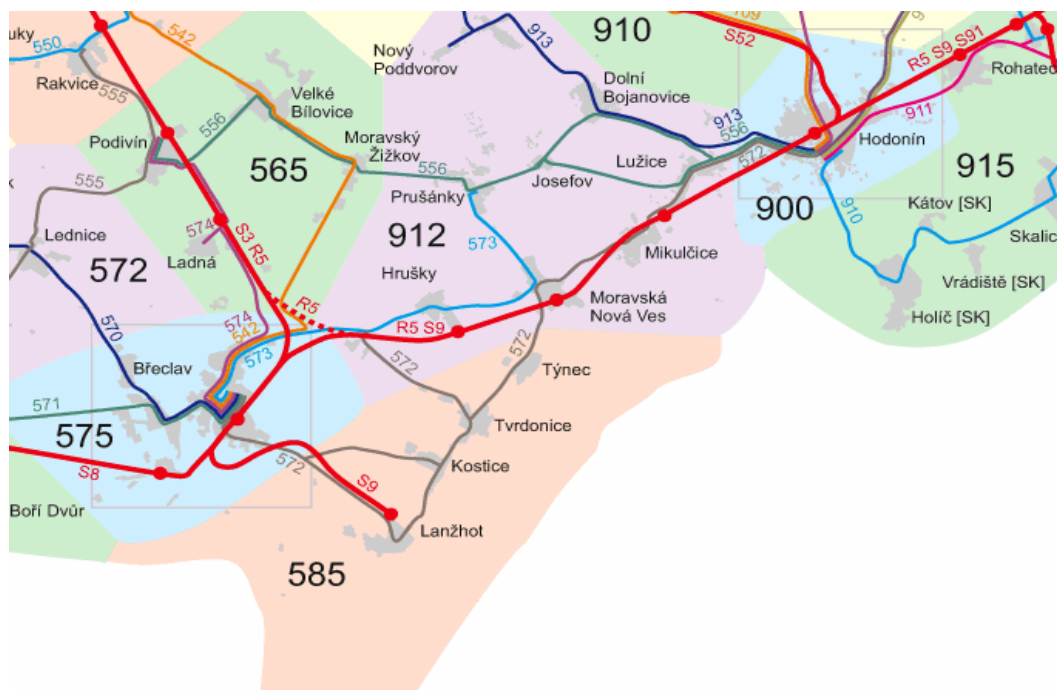 542
109
9
uky
550
Rakvice
555
Nový
Poddvorov
913
910
S52
R5 S9 S91
Rohatec
Velké
Bílovice
Dolní
Bojanovice
911
Podivín
556
Moravský
Žižkov
913
556
Hodonín
565
556
Lužice
572
915
555
Prušánky
Josefov
900
Kátov [SK]
k
574
S3 R5
912
573
910
Skalic
Lednice
Ladná
Mikulčice
572
Hrušky
Vrádiště [SK]
R5
Moravská
Nová Ves
Holíč [SK]
570
574
542
573
R5 S9
572
Břeclav
572
Týnec
571
575
Tvrdonice
S8
572
Kostice
S9
Boří Dvůr
Lanžhot
585